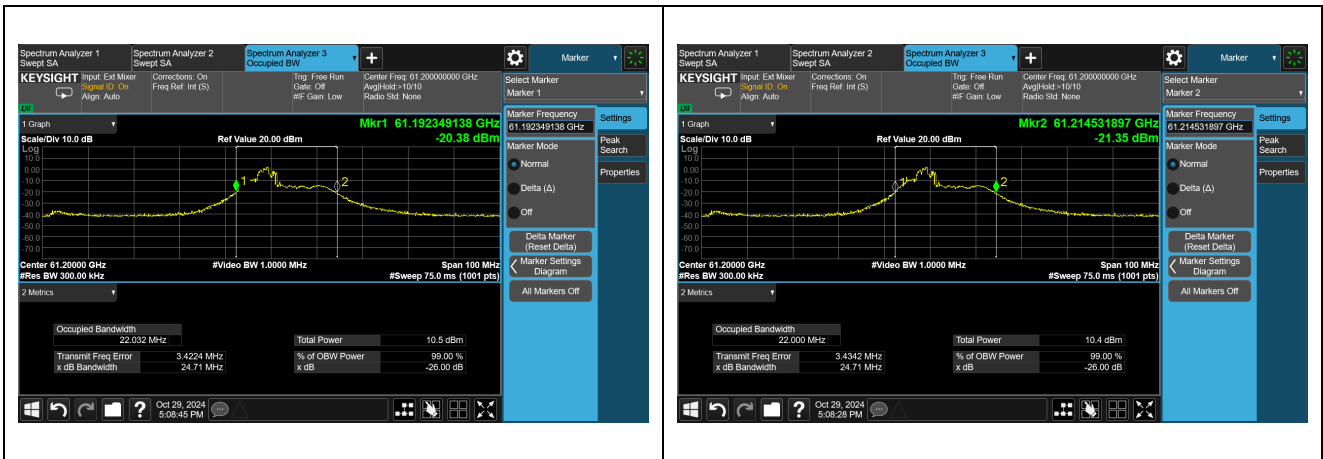 Spectrum Analyzer 1
Swept SA
Spectrum Analyzer 2
Swept SA
Spectrum Analyzer 3
Occupied BW
Marker
KEYSIGHT
Input: Ext Mixer
Signal ID: On
Align: Auto
Corrections: On
Freq Ref: Int (S)
Trig: Free Run
Gate: Off
#IF Gain: Low
Center Freq: 61.200000000 GHz
Avg|Hold:>10/10
Radio Std: None
LXI
Select Marker
Marker 1
1 Graph
Mkr1 61.192349138 GHz
Scale/Div 10.0 dB
Ref Value 20.00 dBm
-20.38 dBm
Log
10.0
0.00
-10.0
-20.0
-30.0
-40.0
-50.0
-60.0
-70.0
1
2
Center 61.20000 GHz
#Video BW 1.0000 MHz
Span 100 MHz
#Res BW 300.00 kHz
#Sweep 75.0 ms (1001 pts)
Marker Frequency
61.192349138 GHz
Marker Mode
Normal
Delta (Δ)
Off
Delta Marker
(Reset Delta)
Marker Settings
Diagram
All Markers Off
Settings
Peak
Search
Properties
2 Metrics
Occupied Bandwidth
22.032 MHz
Total Power 10.5 dBm
Transmit Freq Error 3.4224 MHz
% of OBW Power 99.00 %
x dB Bandwidth 24.71 MHz
x dB -26.00 dB
?
Oct 29, 2024
5:08:45 PM
Spectrum Analyzer 1
Swept SA
Spectrum Analyzer 2
Swept SA
Spectrum Analyzer 3
Occupied BW
Marker
KEYSIGHT
Input: Ext Mixer
Signal ID: On
Align: Auto
Corrections: On
Freq Ref: Int (S)
Trig: Free Run
Gate: Off
#IF Gain: Low
Center Freq: 61.200000000 GHz
Avg|Hold:>10/10
Radio Std: None
LXI
Select Marker
Marker 2
1 Graph
Mkr2 61.214531897 GHz
Scale/Div 10.0 dB
Ref Value 20.00 dBm
-21.35 dBm
Log
10.0
0.00
-10.0
-20.0
-30.0
-40.0
-50.0
-60.0
-70.0
1
2
Center 61.20000 GHz
#Video BW 1.0000 MHz
Span 100 MHz
#Res BW 300.00 kHz
#Sweep 75.0 ms (1001 pts)
Marker Frequency
61.214531897 GHz
Marker Mode
Normal
Delta (Δ)
Off
Delta Marker
(Reset Delta)
Marker Settings
Diagram
All Markers Off
Settings
Peak
Search
Properties
2 Metrics
Occupied Bandwidth
22.000 MHz
Total Power 10.4 dBm
Transmit Freq Error 3.4342 MHz
% of OBW Power 99.00 %
x dB Bandwidth 24.71 MHz
x dB -26.00 dB
?
Oct 29, 2024
5:08:28 PM